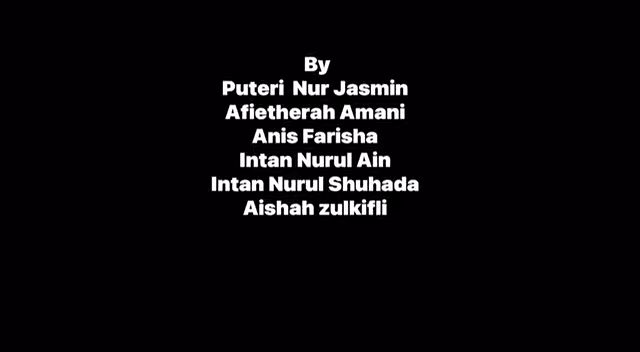 By
Puteri Nur Jasmin
Afietherah Amani
Anis Farisha
Intan Nurul Ain
Intan Nurul Shuhada
Aishah zulkifli